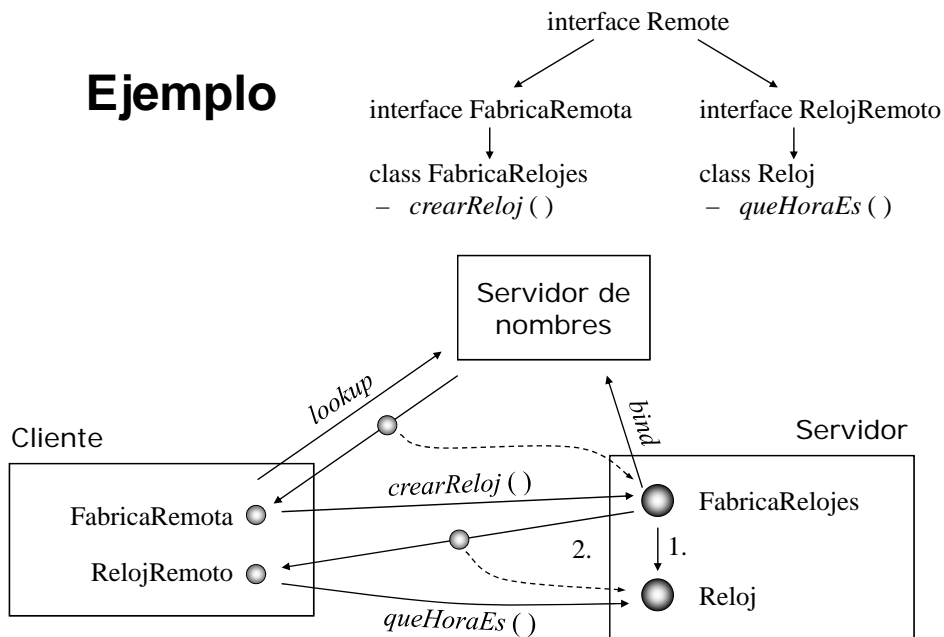 interface Remote
Ejemplo
interface FabricaRemota
interface RelojRemoto
class FabricaRelojes
– crearReloj ( )
class Reloj
– queHoraEs ( )
Servidor de
nombres
lookup
bind
Cliente
Servidor
crearReloj ( )
FabricaRemota
FabricaRelojes
2.
1.
RelojRemoto
Reloj
queHoraEs ( )